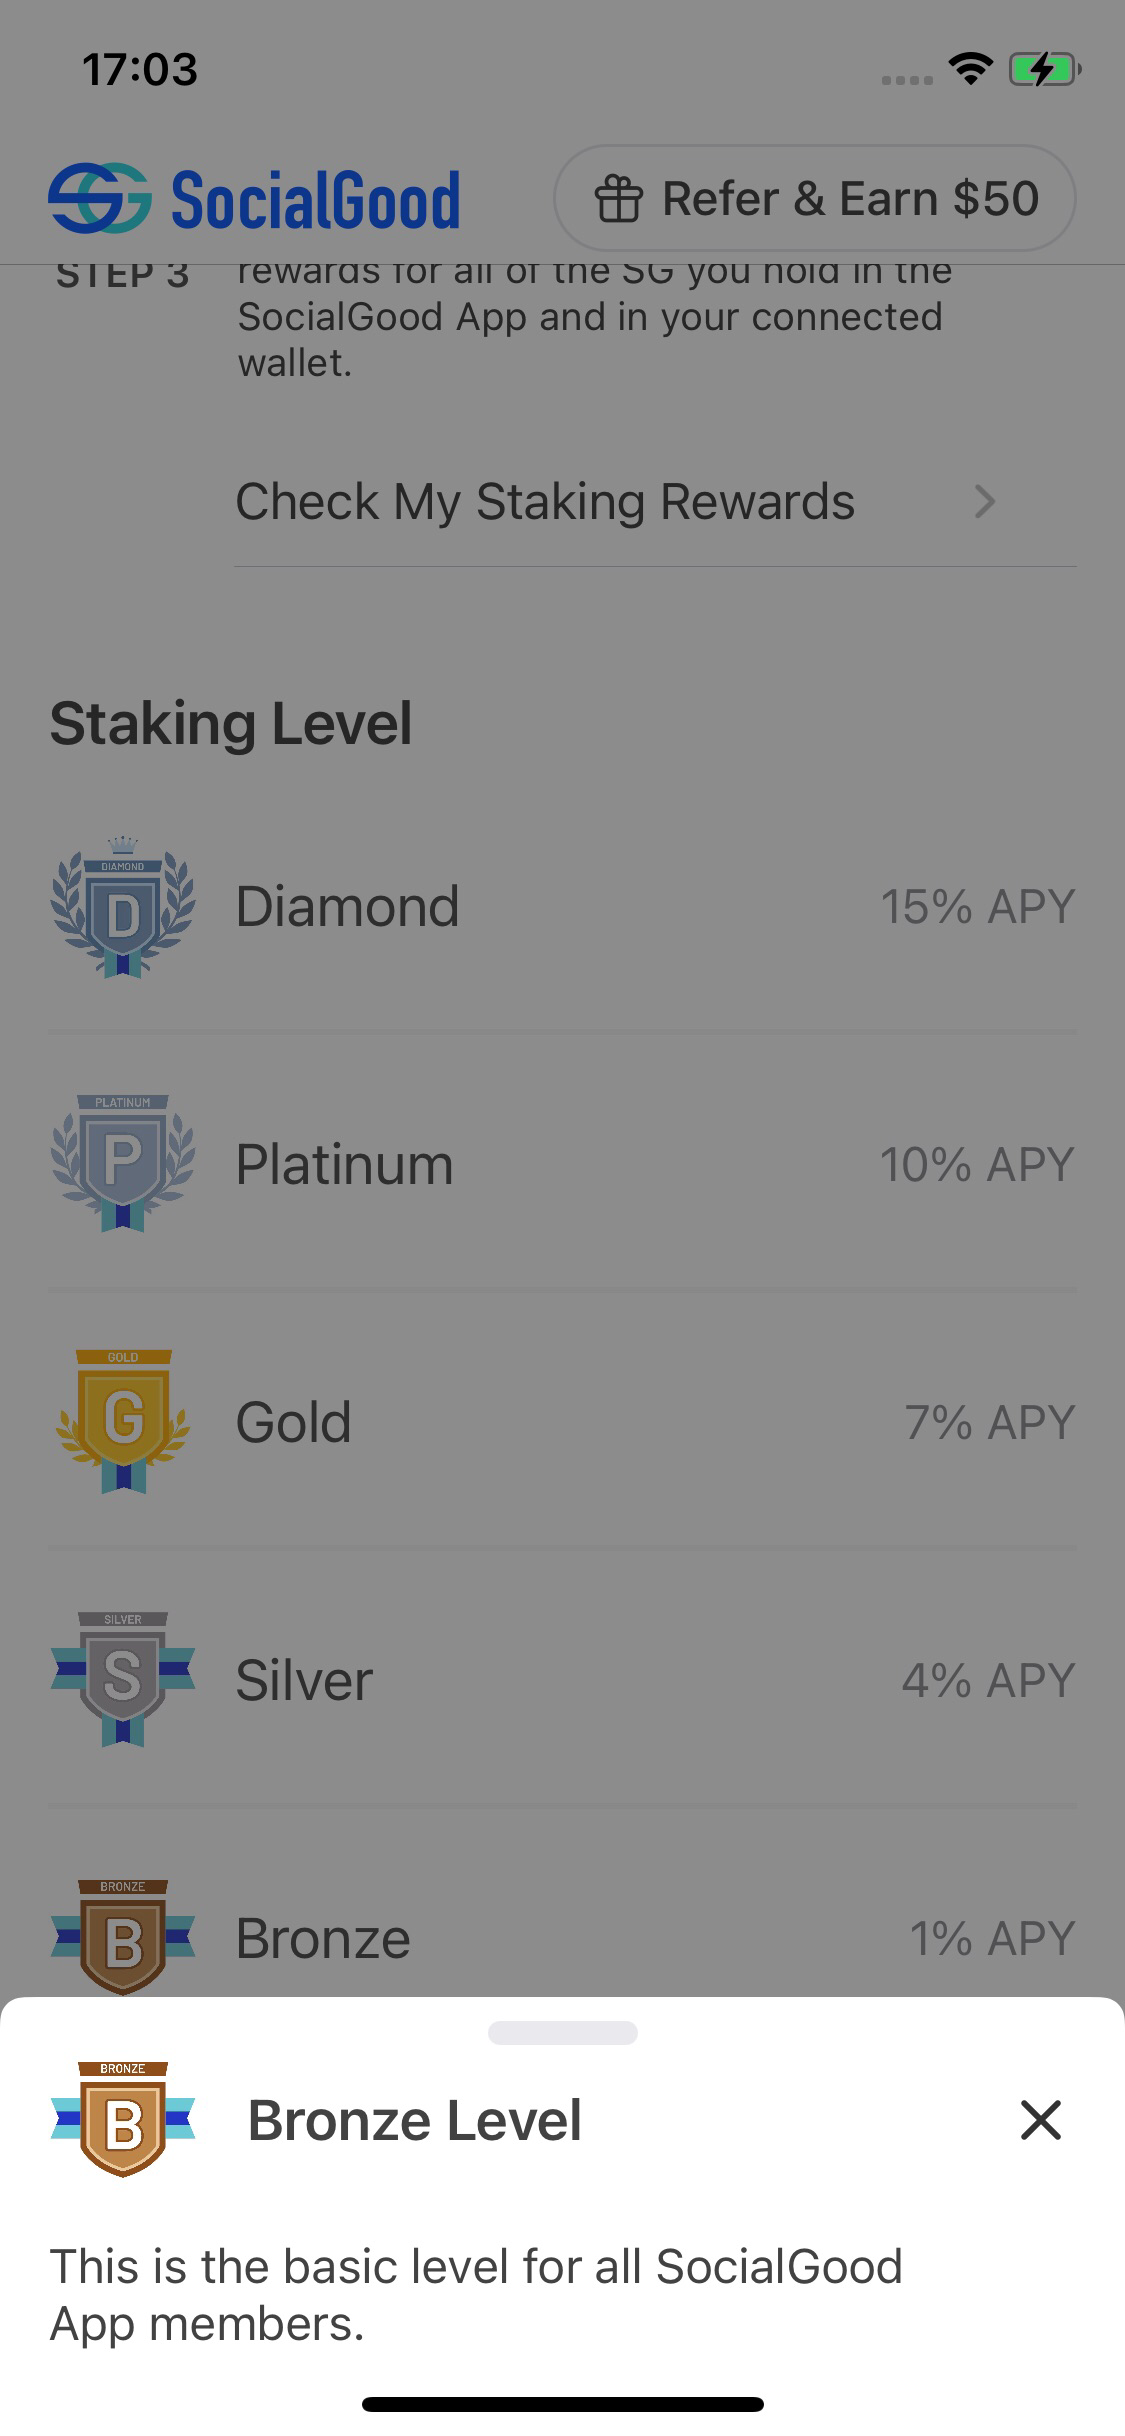 17:03
SocialGood
Refer & Earn $50
STEP 3
rewards for all of the SG you hold in the
SocialGood App and in your connected
wallet.
Check My Staking Rewards
Staking Level
DIAMOND
D
Diamond
15% APY
PLATINUM
P
Platinum
10% APY
GOLD
G
Gold
7% APY
SILVER
S
Silver
4% APY
BRONZE
B
Bronze
1% APY
BRONZE
B
Bronze Level
This is the basic level for all SocialGood
App members.